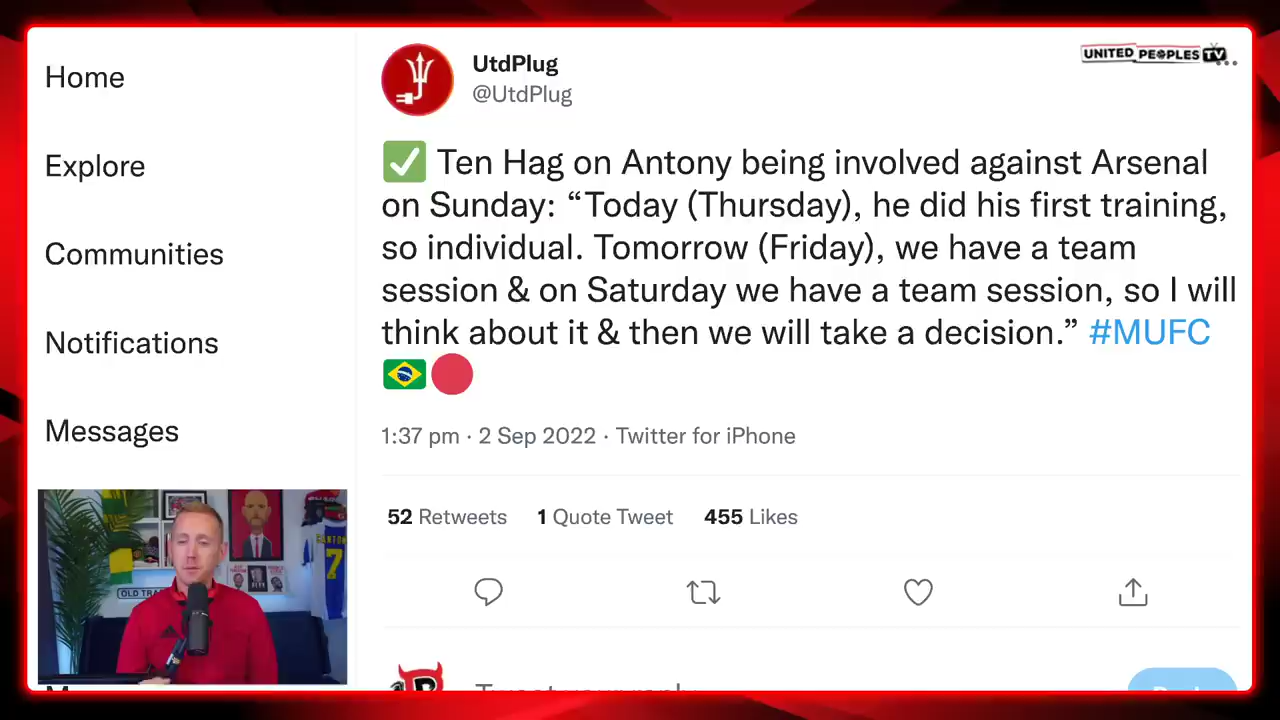 Home
Explore
Communities
Notifications
Messages
UtdPlug
@UtdPlug
UNITED PEOPLES TV
✅ Ten Hag on Antony being involved against Arsenal
on Sunday: “Today (Thursday), he did his first training,
so individual. Tomorrow (Friday), we have a team
session & on Saturday we have a team session, so I will
think about it & then we will take a decision.” #MUFC
🇧🇷🔴
1:37 pm · 2 Sep 2022 · Twitter for iPhone
52 Retweets 1 Quote Tweet 455 Likes
OLD TRA
7